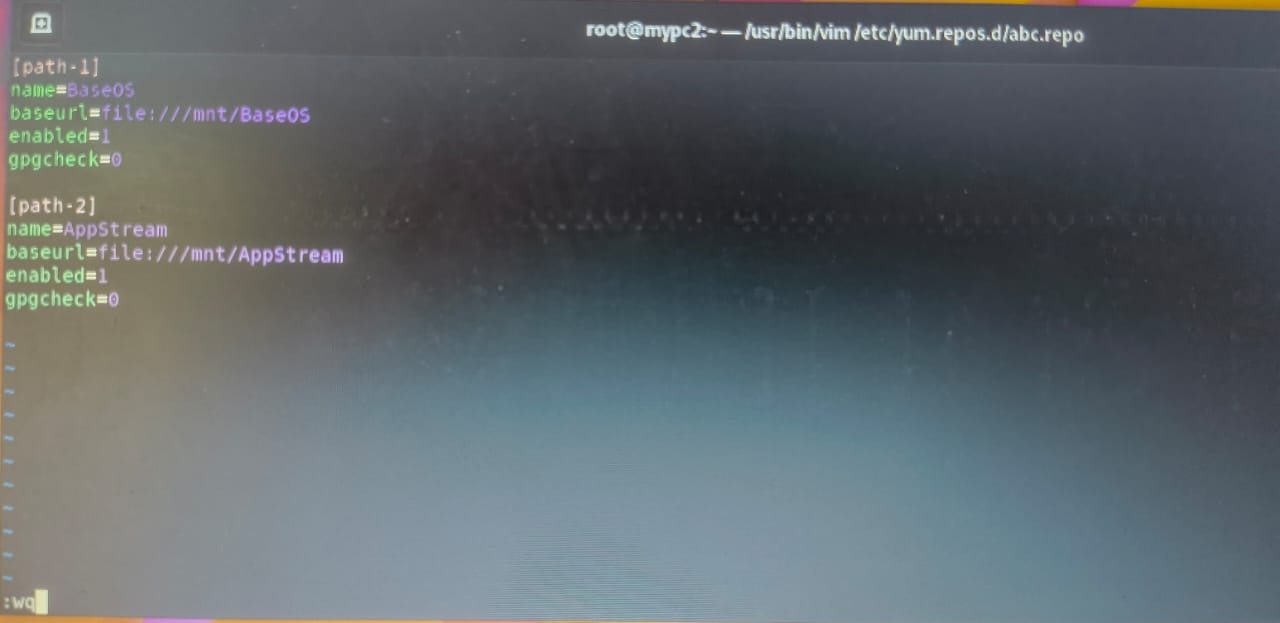 root@mypc2:~ — /usr/bin/vim /etc/yum.repos.d/abc.repo
[path-1]
name=BaseOS
baseurl=file:///mnt/BaseOS
enabled=1
gpgcheck=0
[path-2]
name=AppStream
baseurl=file:///mnt/AppStream
enabled=1
gpgcheck=0
~
~
~
~
~
~
~
~
~
~
~
:wq